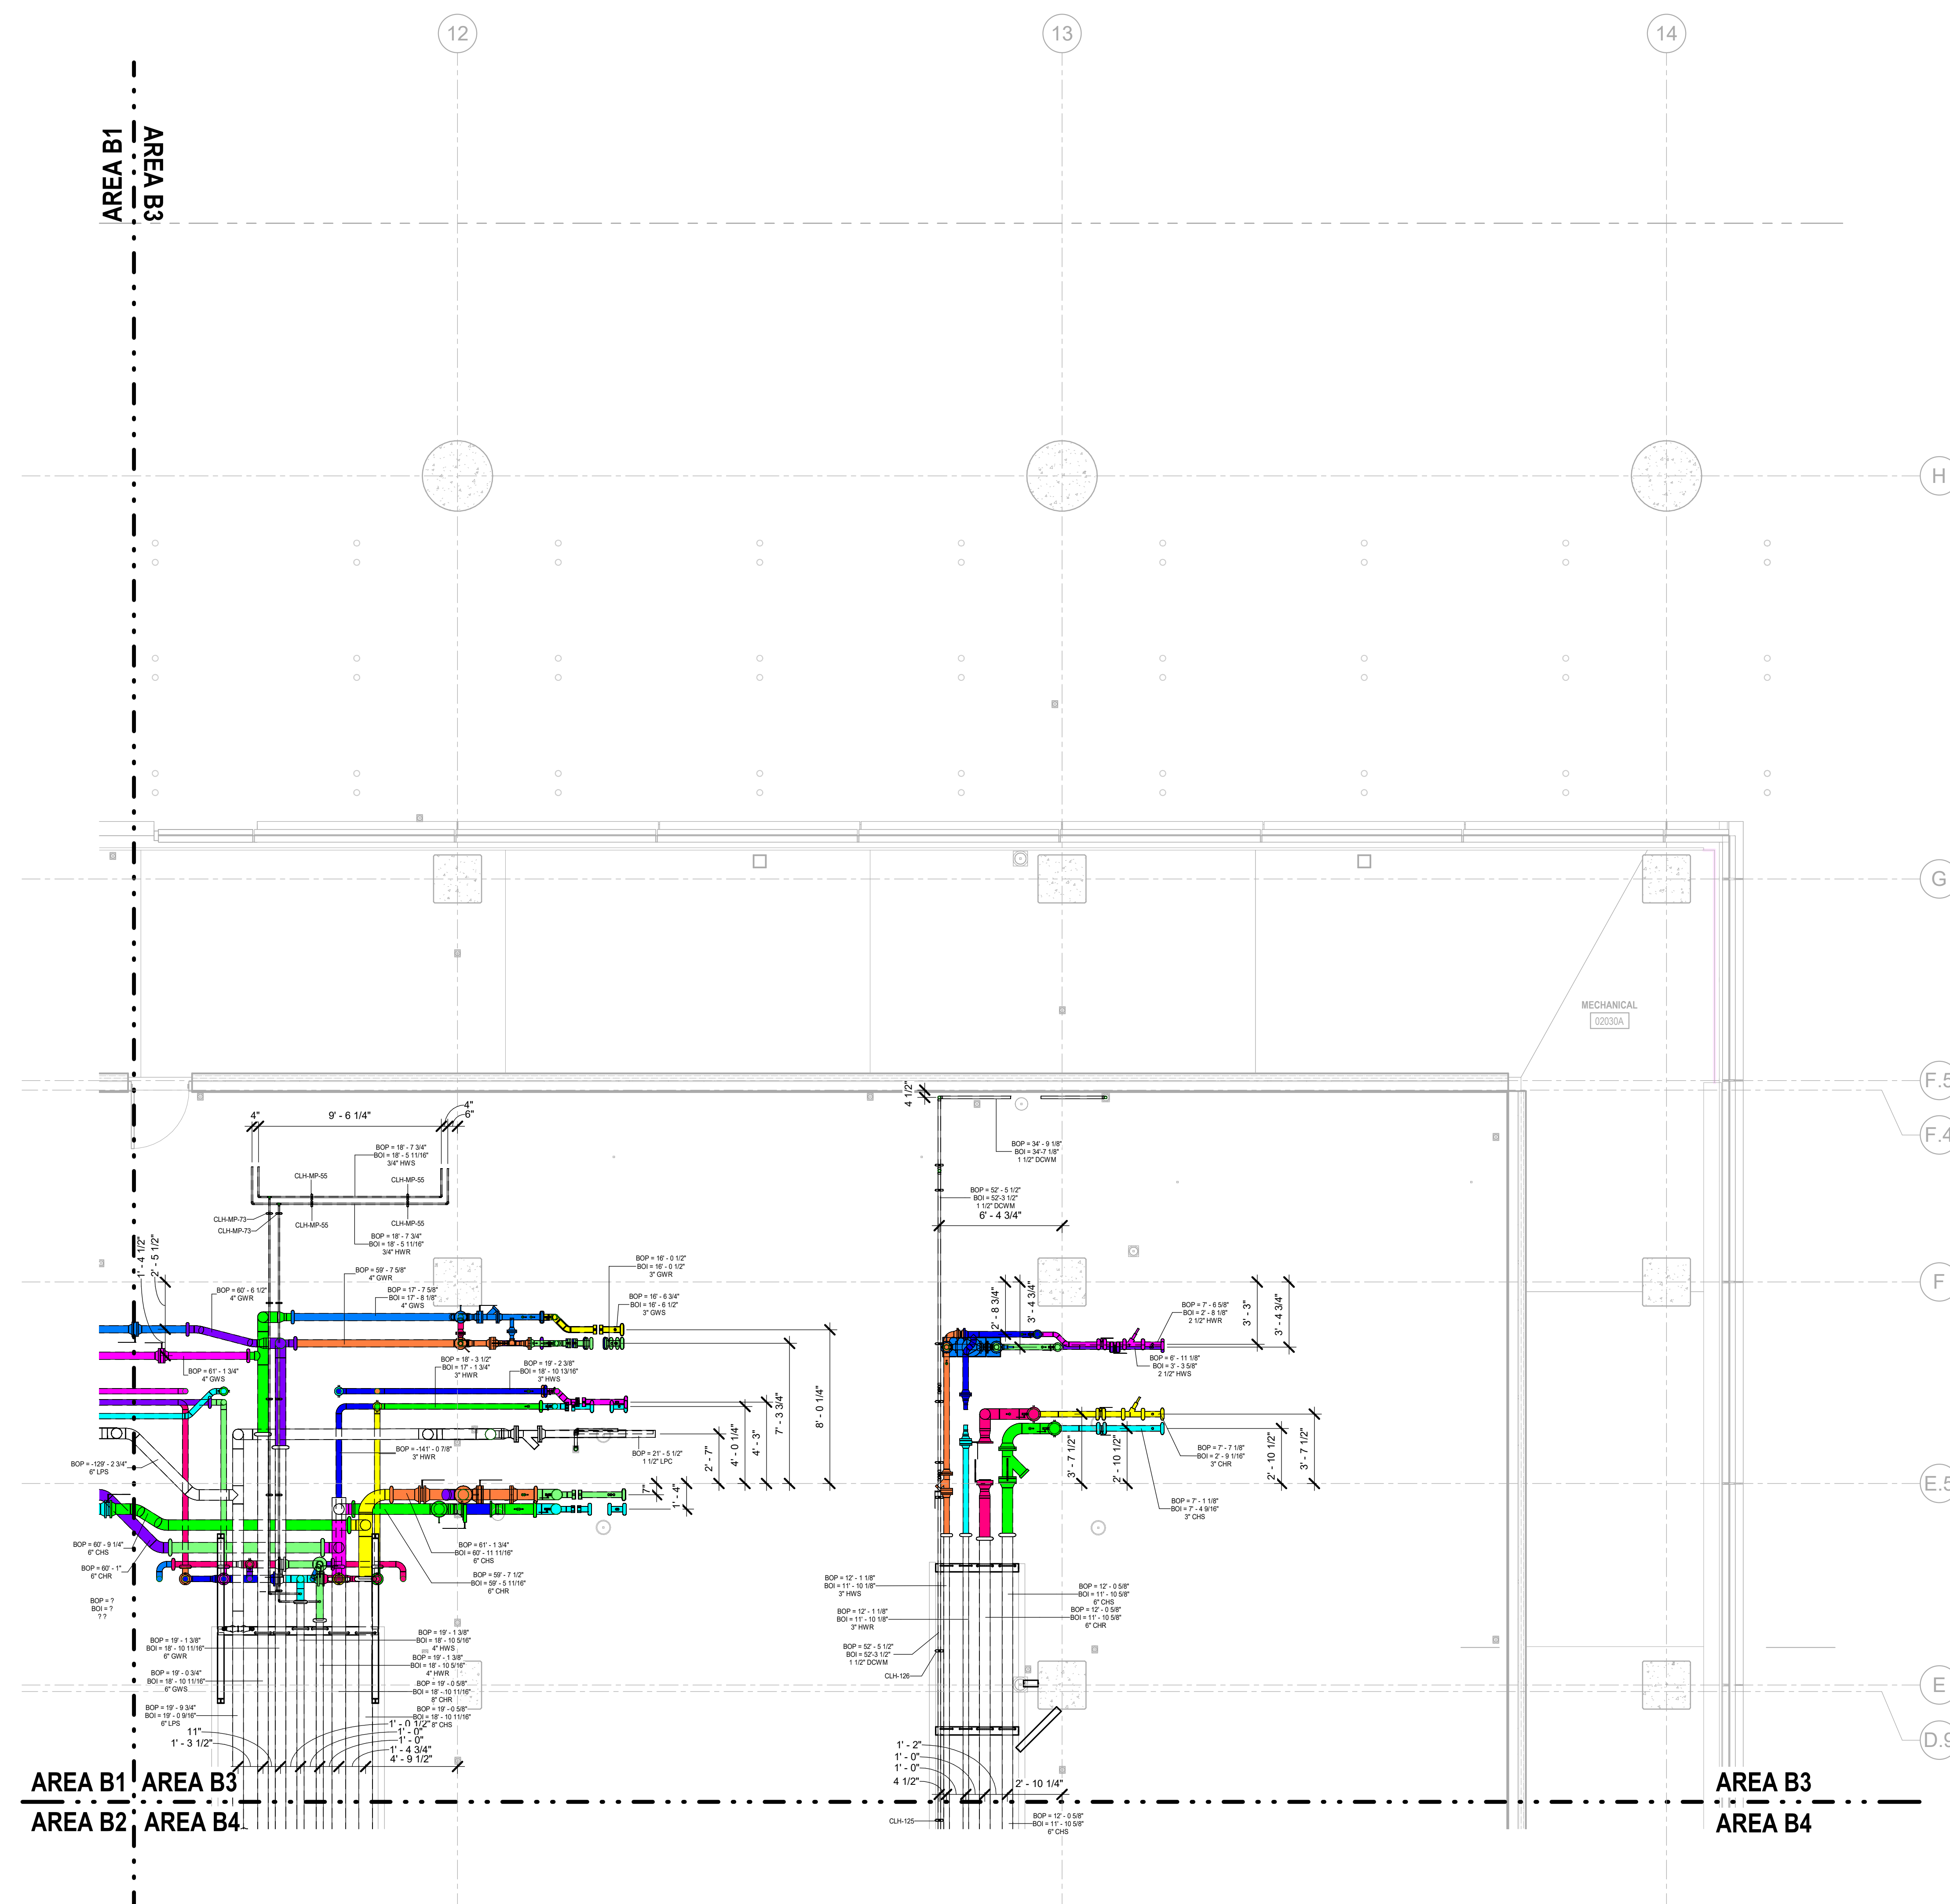 12
13
14
AREA B1
AREA B3
H
G
MECHANICAL
02030A
F.5
F.4
4"
9' - 6 1/4"
4"
6"
BOP = 18' - 7 3/4"
BOI = 18' - 5 11/16"
3/4" HWS
CLH-MP-55
CLH-MP-55
CLH-MP-73
CLH-MP-73
CLH-MP-55
CLH-MP-55
BOP = 18' - 7 3/4"
BOI = 18' - 5 11/16"
3/4" HWR
4 1/2"
BOP = 34' - 9 1/8"
BOI = 34'-7 1/8"
1 1/2" DCWM
BOP = 52' - 5 1/2"
BOI = 52'-3 1/2"
1 1/2" DCWM
6' - 4 3/4"
1' - 4 1/2"
2' - 5 1/2"
F
BOP = 60' - 6 1/2"
4" GWR
BOP = 59' - 7 5/8"
4" GWR
BOP = 17' - 7 5/8"
BOI = 17' - 8 1/8"
4" GWS
BOP = 16' - 0 1/2"
BOI = 16' - 0 1/2"
3" GWR
BOP = 16' - 6 3/4"
BOI = 16' - 6 1/2"
3" GWS
BOP = 61' - 1 3/4"
4" GWS
BOP = 18' - 3 1/2"
BOI = 17' - 1 3/4"
3" HWR
BOP = 19' - 2 3/8"
BOI = 18' - 10 13/16"
3" HWS
BOP = -141' - 0 7/8"
3" HWR
BOP = 21' - 5 1/2"
1 1/2" LPC
BOP = -129' - 2 3/4"
6" LPS
7"
1' - 4"
2' - 7"
4' - 0 1/4"
4' - 3"
7' - 3 3/4"
8' - 0 1/4"
2' - 8 3/4"
3' - 4 3/4"
3' - 3"
3' - 4 3/4"
BOP = 7' - 6 5/8"
BOI = 2' - 8 1/8"
2 1/2" HWR
BOP = 6' - 11 1/8"
BOI = 3' - 3 5/8"
2 1/2" HWS
3' - 7 1/2"
2' - 10 1/2"
BOP = 7' - 7 1/8"
BOI = 2' - 9 1/16"
3" CHR
2' - 10 1/2"
3' - 7 1/2"
BOP = 7' - 1 1/8"
BOI = 7' - 4 9/16"
3" CHS
E.5
BOP = 60' - 9 1/4"
6" CHS
BOP = 60' - 1"
6" CHR
BOP = ?
BOI = ?
? ?
BOP = 61' - 1 3/4"
BOI = 60' - 11 11/16"
6" CHS
BOP = 59' - 7 1/2"
BOI = 59' - 5 11/16"
6" CHR
BOP = 12' - 1 1/8"
BOI = 11' - 10 1/8"
3" HWS
BOP = 12' - 1 1/8"
BOI = 11' - 10 1/8"
3" HWR
BOP = 52' - 5 1/2"
BOI = 52'-3 1/2"
1 1/2" DCWM
CLH-126
BOP = 12' - 0 5/8"
BOI = 11' - 10 5/8"
6" CHS
BOP = 12' - 0 5/8"
BOI = 11' - 10 5/8"
6" CHR
BOP = 19' - 1 3/8"
BOI = 18' - 10 11/16"
6" GWR
BOP = 19' - 0 3/4"
BOI = 18' - 10 11/16"
6" GWS
BOP = 19' - 9 3/4"
BOI = 19' - 0 9/16"
6" LPS
BOP = 19' - 1 3/8"
BOI = 18' - 10 5/16"
4" HWS
BOP = 19' - 1 3/8"
BOI = 18' - 10 5/16"
4" HWR
BOP = 19' - 0 5/8"
BOI = 18' - 10 11/16"
8" CHR
BOP = 19' - 0 5/8"
BOI = 18' - 10 11/16"
8" CHS
E
D.9
11"
1' - 3 1/2"
1' - 0 1/2"
1' - 0"
1' - 0"
1' - 4 3/4"
4' - 9 1/2"
1' - 2"
1' - 0"
1' - 0"
4 1/2"
2' - 10 1/4"
AREA B1
AREA B3
AREA B3
AREA B2
AREA B4
AREA B4
CLH-125
BOP = 12' - 0 5/8"
BOI = 11' - 10 5/8"
6" CHS